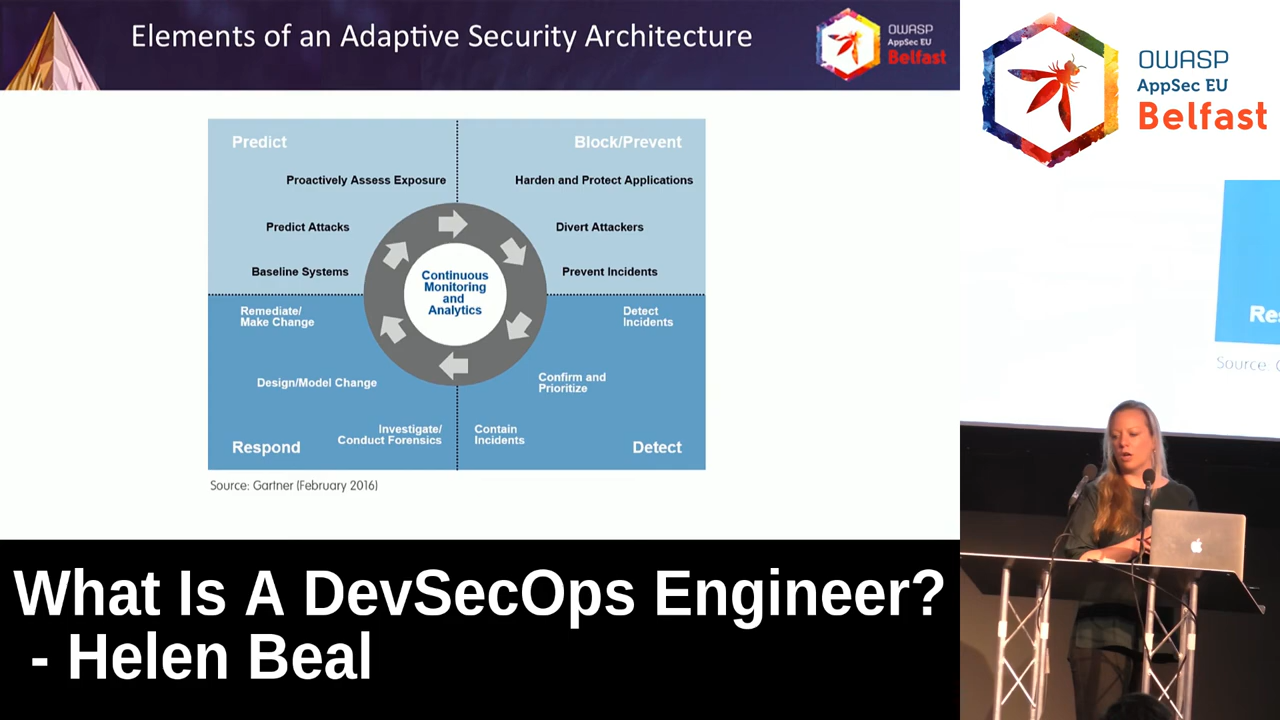 Elements of an Adaptive Security Architecture
OWASP
AppSec EU
Belfast
Predict
Block/Prevent
Proactively Assess Exposure
Harden and Protect Applications
Predict Attacks
Divert Attackers
Baseline Systems
Prevent Incidents
Continuous
Monitoring
and
Analytics
Remediate/
Make Change
Detect
Incidents
Design/Model Change
Confirm and
Prioritize
Investigate/
Conduct Forensics
Contain
Incidents
Respond
Detect
Source: Gartner (February 2016)
What Is A DevSecOps Engineer?
- Helen Beal
OWASP
AppSec EU
Belfast
Source: